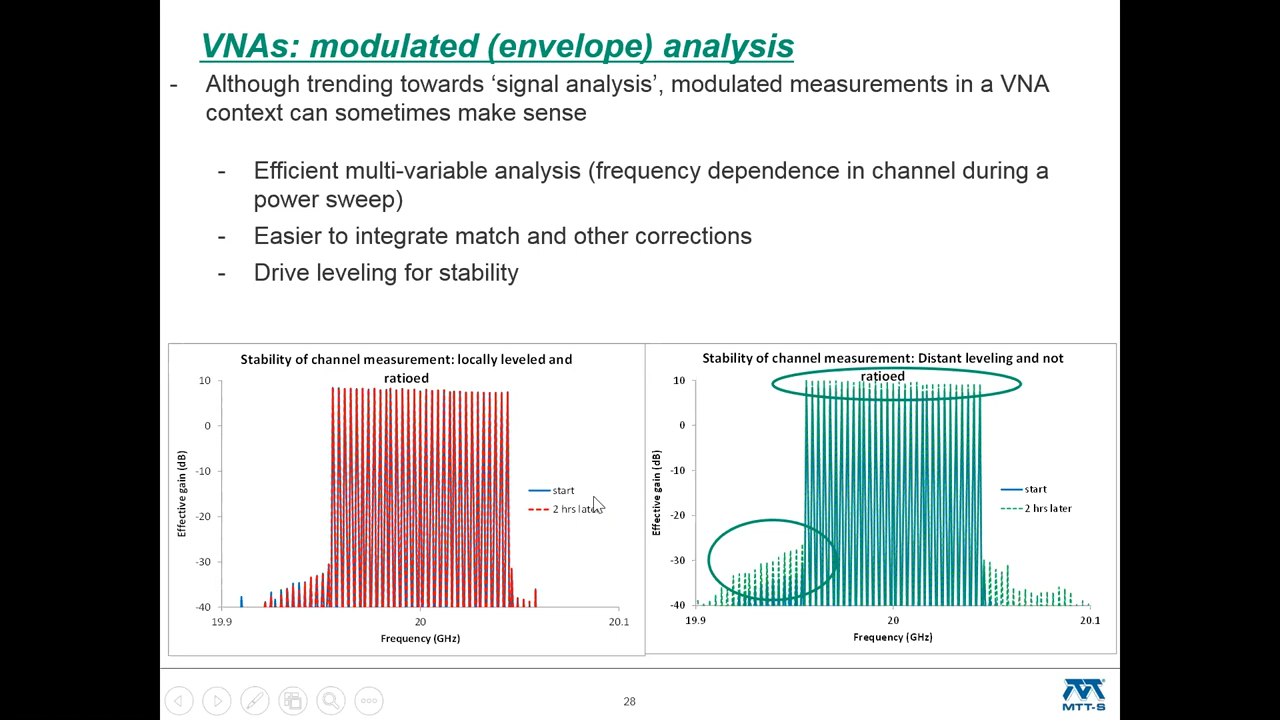 VNAs: modulated (envelope) analysis
- Although trending towards ‘signal analysis’, modulated measurements in a VNA
context can sometimes make sense
- Efficient multi-variable analysis (frequency dependence in channel during a
power sweep)
- Easier to integrate match and other corrections
- Drive leveling for stability
Stability of channel measurement: locally leveled and
ratioed
10
0
-10
-20
-30
-40
Effective gain (dB)
19.9
20
20.1
Frequency (GHz)
start
2 hrs later
Stability of channel measurement: Distant leveling and not
ratioed
10
0
-10
-20
-30
-40
Effective gain (dB)
19.9
20
20.1
Frequency (GHz)
start
2 hrs later
28
MTT-S